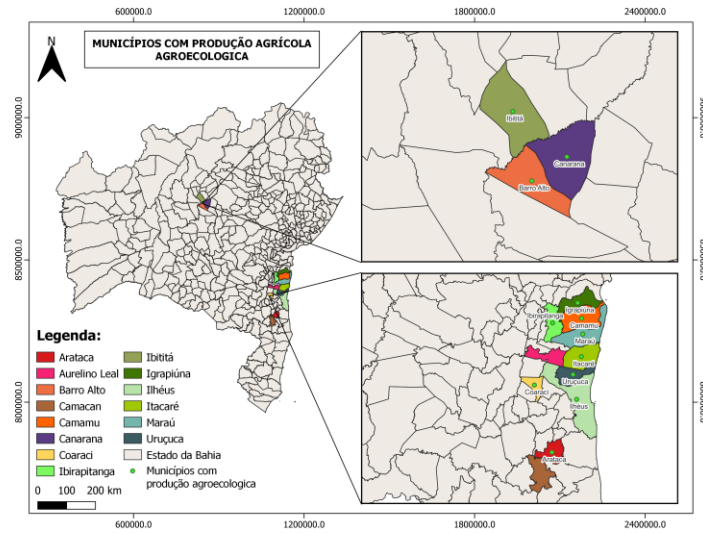 600000.0 1200000.0 1800000.0 2400000.0
N
MUNICÍPIOS COM PRODUÇÃO AGRÍCOLA
AGROECOLOGICA
9000000.0
8500000.0
8000000.0
Ibititá
Canarana
Barro Alto
Ibirapitanga
Igrapiúna
Camamu
Maraú
Itacaré
Uruçuca
Coaraci
Ilhéus
Arataca
Legenda:
Arataca
Aurelino Leal
Barro Alto
Camacan
Camamu
Canarana
Coaraci
Ibirapitanga
Ibititá
Igrapiúna
Ilhéus
Itacaré
Maraú
Uruçuca
Estado da Bahia
Municípios com
produção agroecologica
0 100 200 km
600000.0 1200000.0 1800000.0 2400000.0